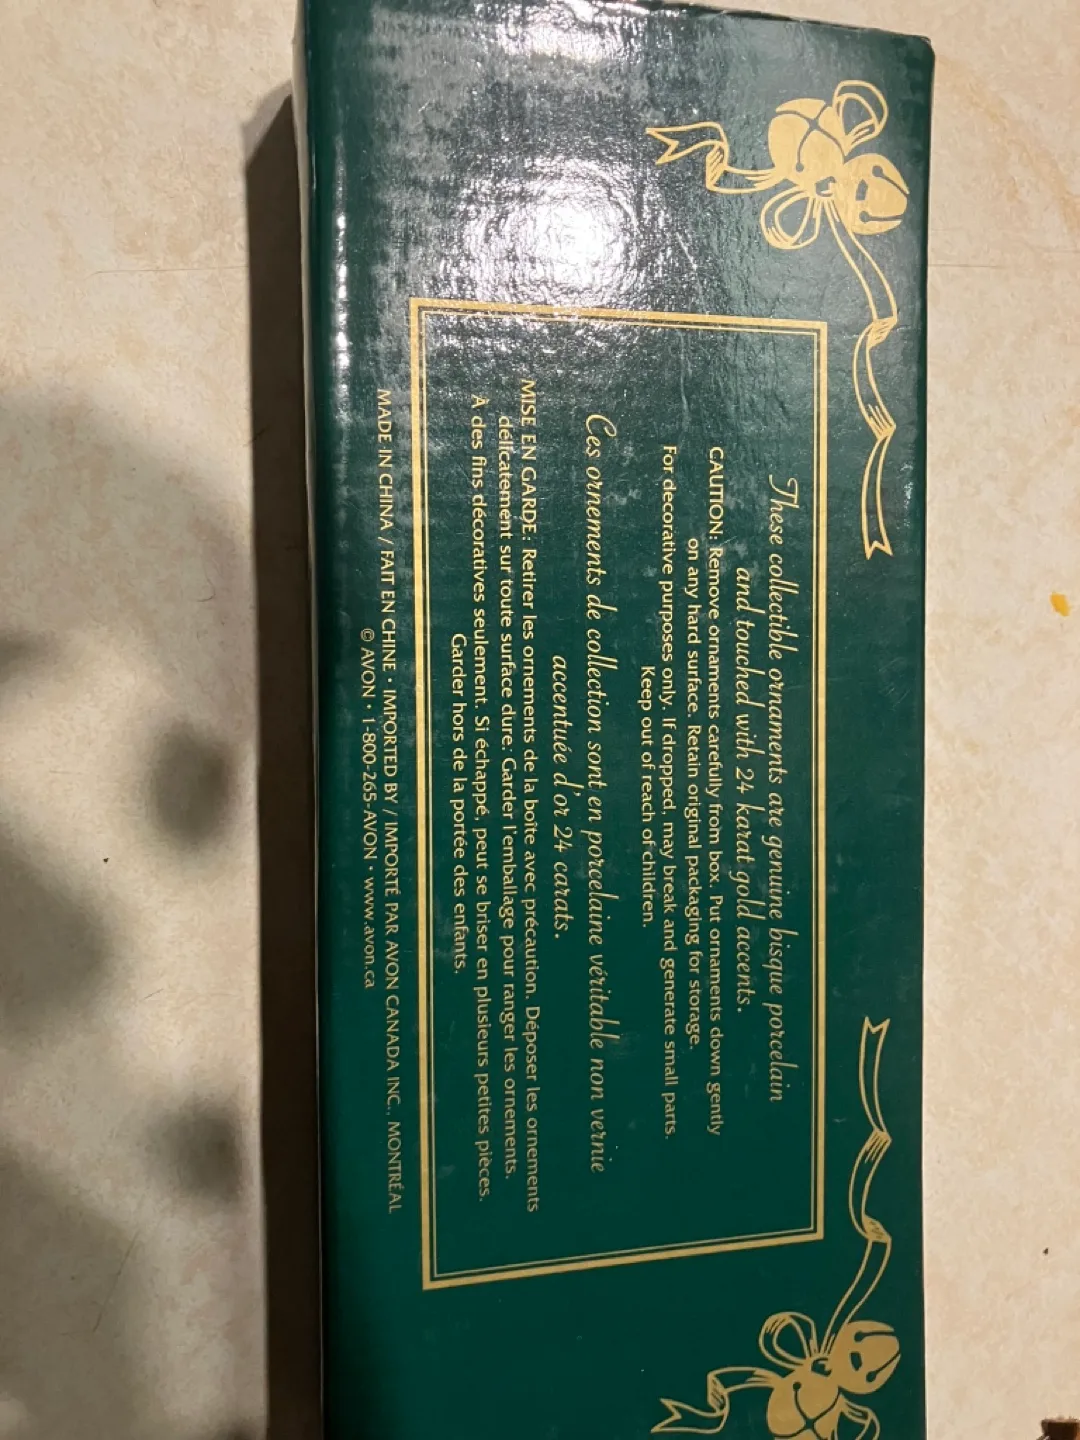 These collectible ornaments are genuine bisque porcelain
and touched with 24 karat gold accents.
CAUTION: Remove ornaments carefully from box. Put ornaments down gently
on any hard surface. Retain original packaging for storage.
For decorative purposes only. If dropped, may break and generate small parts.
Keep out of reach of children.
Ces ornements de collection sont en porcelaine véritable non vernie
accentuée d'or 24 carats.
MISE EN GARDE : Retirer les ornements de la boîte avec précaution. Déposer les ornements
délicatement sur toute surface dure. Garder l'emballage pour ranger les ornements.
À des fins décoratives seulement. Si échappé, peut se briser en plusieurs petites pièces.
Garder hors de la portée des enfants.
MADE IN CHINA / FAIT EN CHINE • IMPORTED BY / IMPORTÉ PAR AVON CANADA INC., MONTRÉAL
© AVON • 1-800-265-AVON • www.avon.ca